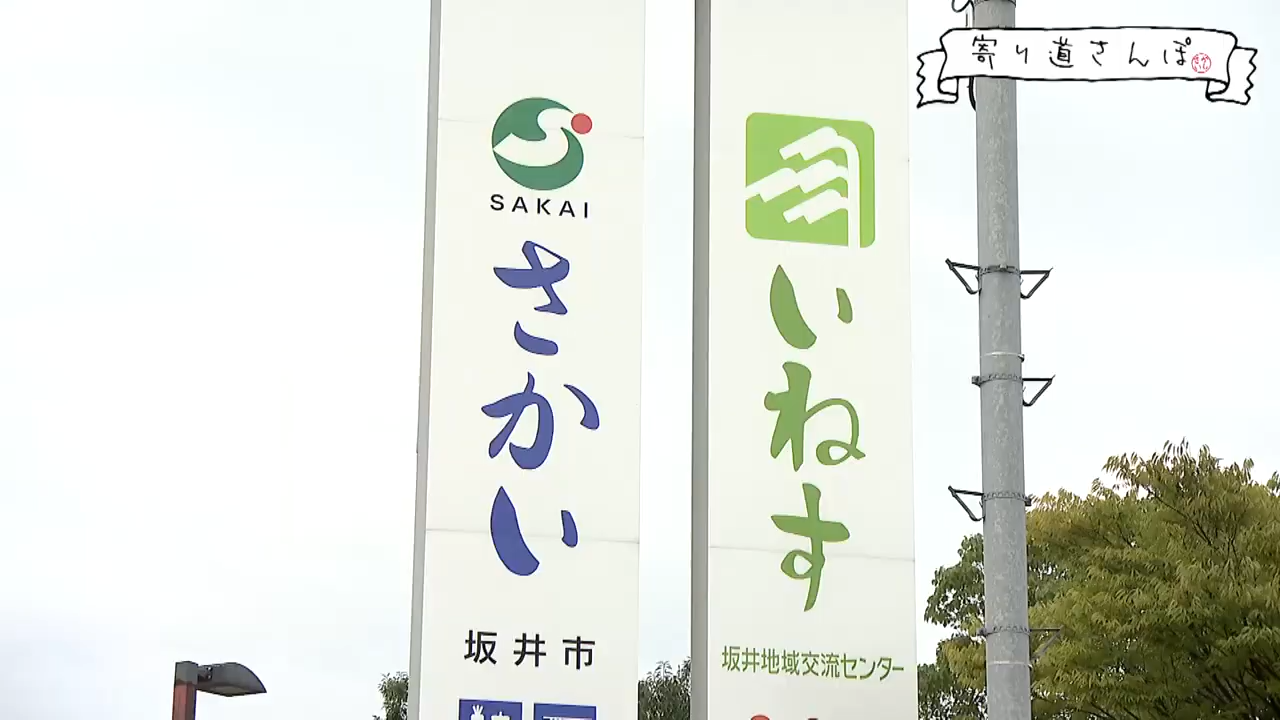 寄り道さんぽ
SAKAI
さかい
坂井市
いねす
坂井地域交流センター